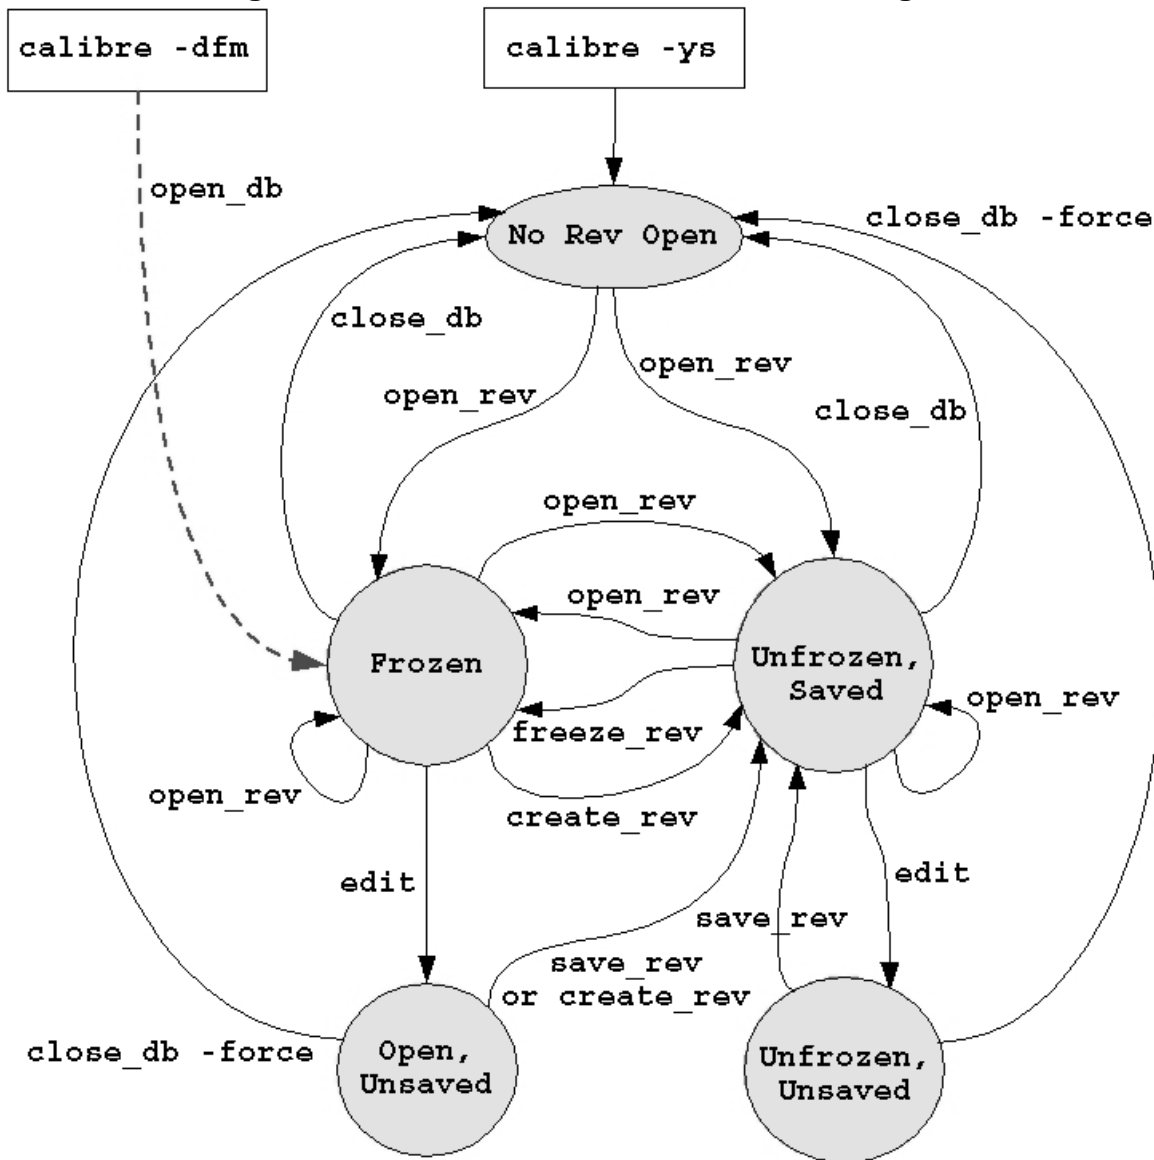 calibre -dfm
calibre -ys
open_db
close_db -force
No Rev Open
close_db
open_rev
open_rev
close_db
open_rev
open_rev
Frozen
Unfrozen,
Saved
open_rev
freeze_rev
open_rev
create_rev
edit
edit
save_rev
save_rev
or create_rev
close_db -force
Open,
Unsaved
Unfrozen,
Unsaved